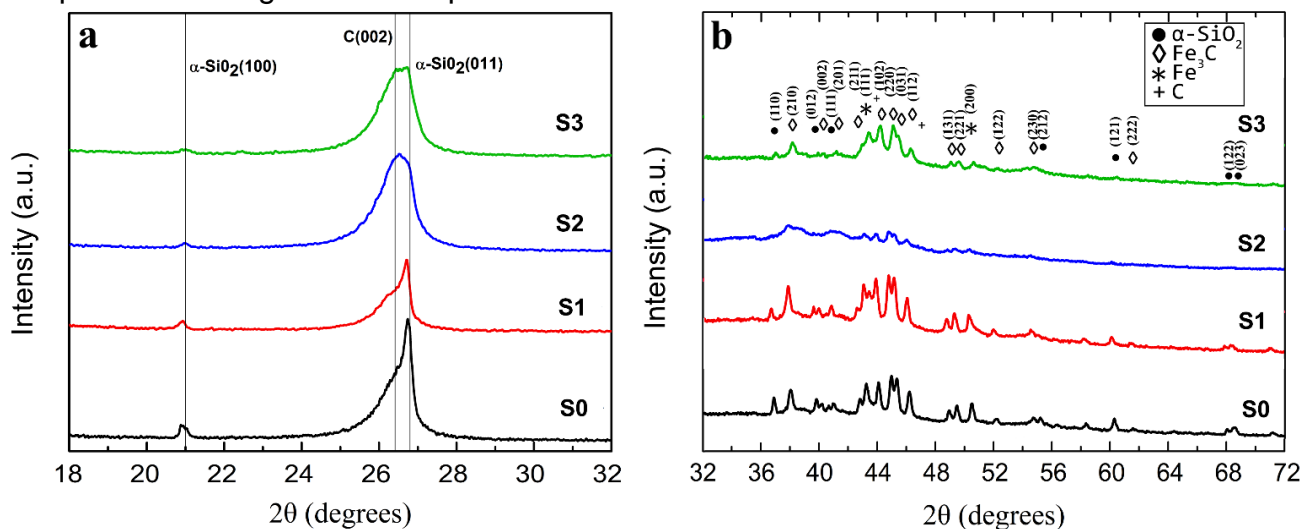 a
C(002)
α-SiO2(100)
α-SiO2(011)
S3
S2
S1
S0
Intensity (a.u.)
18 20 22 24 26 28 30 32
2θ (degrees)
b
● α-SiO2
◇ Fe3C
* Fe3C
+ C
(110)
(210)
(012)
(002)
(111)
(201)
(211)
(111)
(102)
(220)
(031)
(112)
(131)
(221)
(200)
(122)
(230)
(212)
(121)
(222)
(122)
(023)
S3
S2
S1
S0
Intensity (a.u.)
32 36 40 44 48 52 56 60 64 68 72
2θ (degrees)